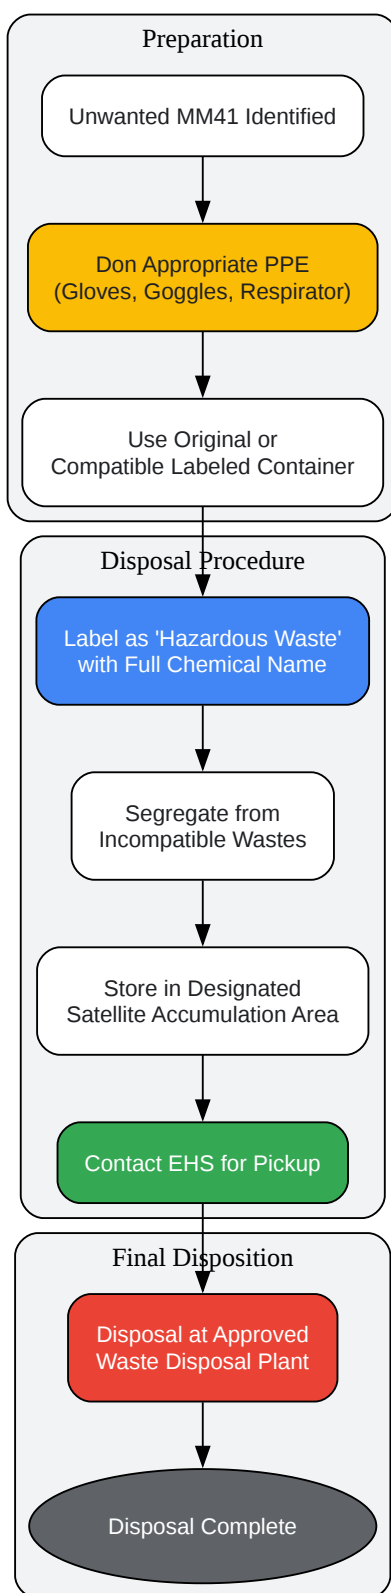 Preparation
Unwanted MM41 Identified
Don Appropriate PPE
(Gloves, Goggles, Respirator)
Use Original or
Compatible Labeled Container
Disposal Procedure
Label as 'Hazardous Waste'
with Full Chemical Name
Segregate from
Incompatible Wastes
Store in Designated
Satellite Accumulation Area
Contact EHS for Pickup
Final Disposition
Disposal at Approved
Waste Disposal Plant
Disposal Complete